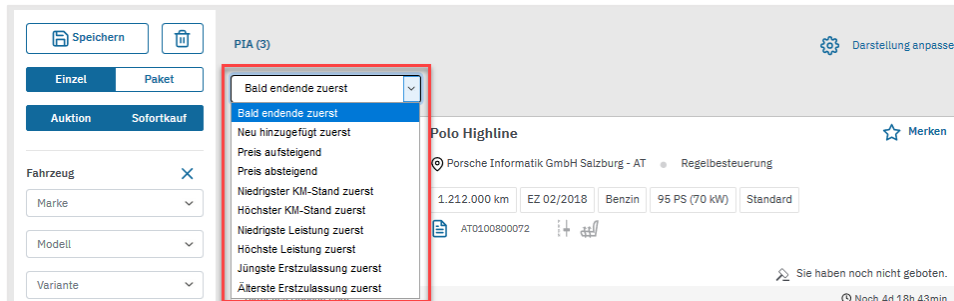 Speichern
PIA (3)
Darstellung anpasse
Einzel
Paket
Bald endende zuerst
Auktion
Sofortkauf
Bald endende zuerst
Neu hinzugefügt zuerst
Preis aufsteigend
Preis absteigend
Niedrigster KM-Stand zuerst
Höchster KM-Stand zuerst
Niedrigste Leistung zuerst
Höchste Leistung zuerst
Jüngste Erstzulassung zuerst
Älterste Erstzulassung zuerst
Fahrzeug
Marke
Modell
Variante
Polo Highline
Merken
Porsche Informatik GmbH Salzburg - AT
Regelbesteuerung
1.212.000 km
EZ 02/2018
Benzin
95 PS (70 kW)
Standard
AT0100800072
Sie haben noch nicht geboten.
Noch 4d 18h 43min